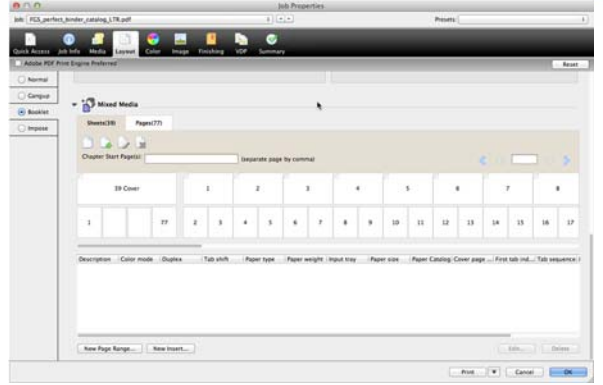 Job Properties
Job: FGS_perfect_binder_catalog_LTR.pdf Presets:
Quick Access Job Info Media Layout Color Image Finishing VDP Summary
Adobe PDF Print Engine Preferred Reset
Normal
Gangup
Booklet
Impose
Mixed Media
Sheets(39) Pages(77)
Chapter Start Page(s): (separate page by comma)
39 Cover 1 2 3 4 5 6 7 8
1 77 2 3 4 5 6 7 8 9 10 11 12 13 14 15 16 17
Description Color mode Duplex Tab shift Paper type Paper weight Input tray Paper size Paper Catalog Cover page ... First tab ind... Tab sequence
New Page Range... New Insert... Edit... Delete
Print Cancel OK